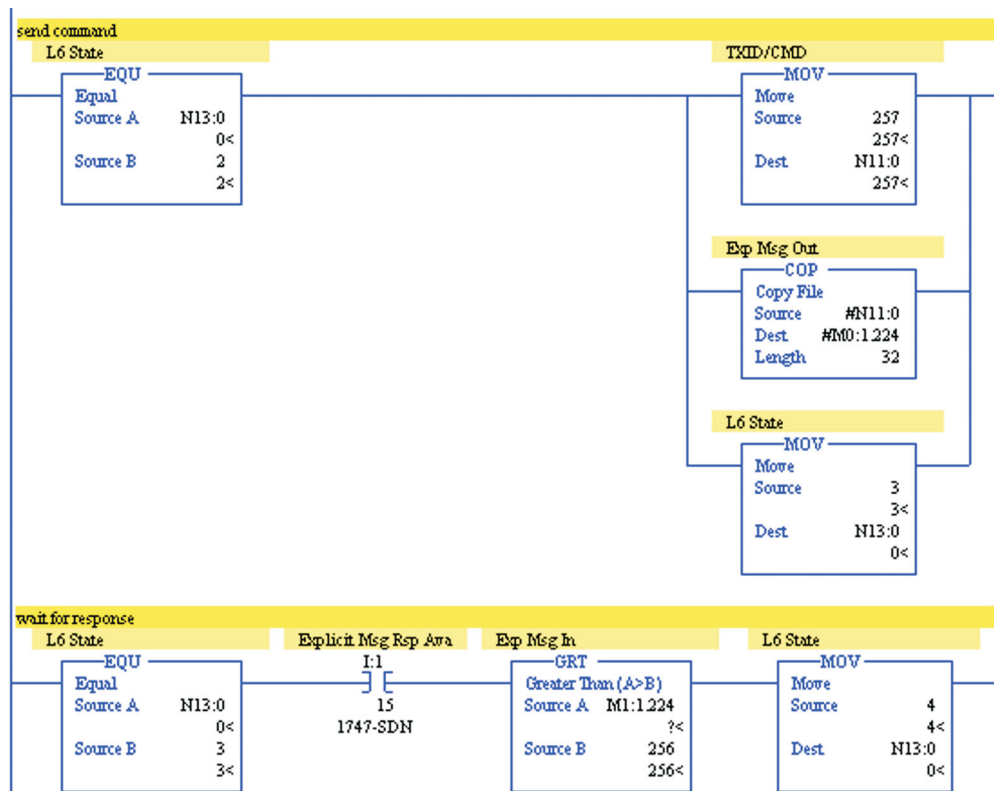 send command
L6 State
EQU
Equal
Source A N13:0
0<
Source B 2
2<
TXID/CMD
MOV
Move
Source 257
257<
Dest N11:0
257<
Exp Msg Out
COP
Copy File
Source #N11:0
Dest #M0:1.224
Length 32
L6 State
MOV
Move
Source 3
3<
Dest N13:0
0<
wait for response
L6 State
EQU
Equal
Source A N13:0
0<
Source B 3
3<
Explicit Msg Rsp Ava
I:1
15
1747-SDN
Exp Msg In
GRT
Greater Than (A>B)
Source A M1:1.224
?<
Source B 256
256<
L6 State
MOV
Move
Source 4
4<
Dest N13:0
0<